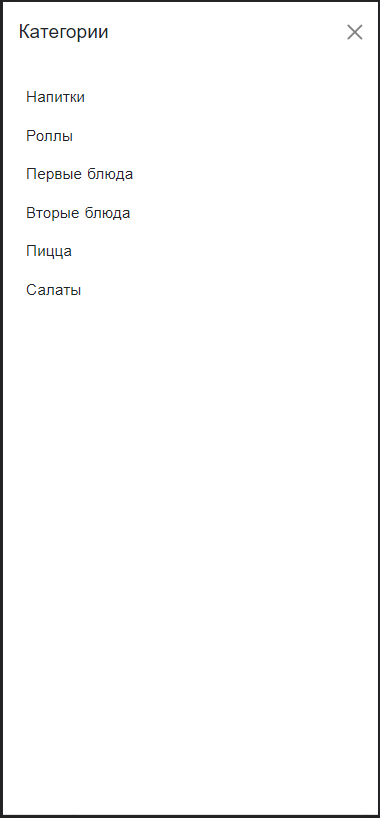 Категории
Напитки
Роллы
Первые блюда
Вторые блюда
Пицца
Салаты